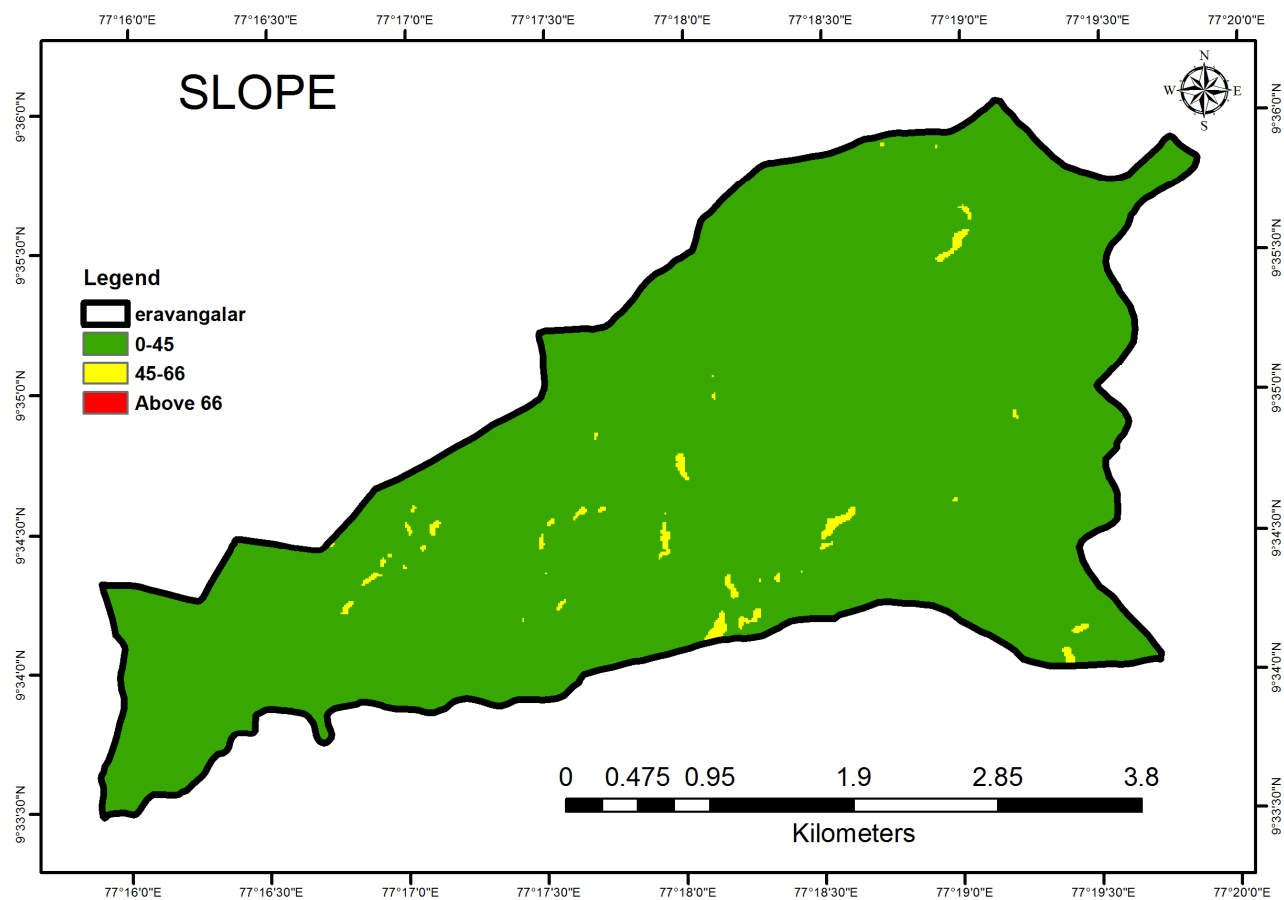 77°16'0"E 77°16'30"E 77°17'0"E 77°17'30"E 77°18'0"E 77°18'30"E 77°19'0"E 77°19'30"E 77°20'0"E
SLOPE
N
W E
S
9°36'0"N 9°36'0"N
9°35'30"N 9°35'30"N
Legend
eravangalar
0-45
45-66
Above 66
9°35'0"N 9°35'0"N
9°34'30"N 9°34'30"N
9°34'0"N 9°34'0"N
0 0.475 0.95 1.9 2.85 3.8
9°33'30"N 9°33'30"N
Kilometers
77°16'0"E 77°16'30"E 77°17'0"E 77°17'30"E 77°18'0"E 77°18'30"E 77°19'0"E 77°19'30"E 77°20'0"E